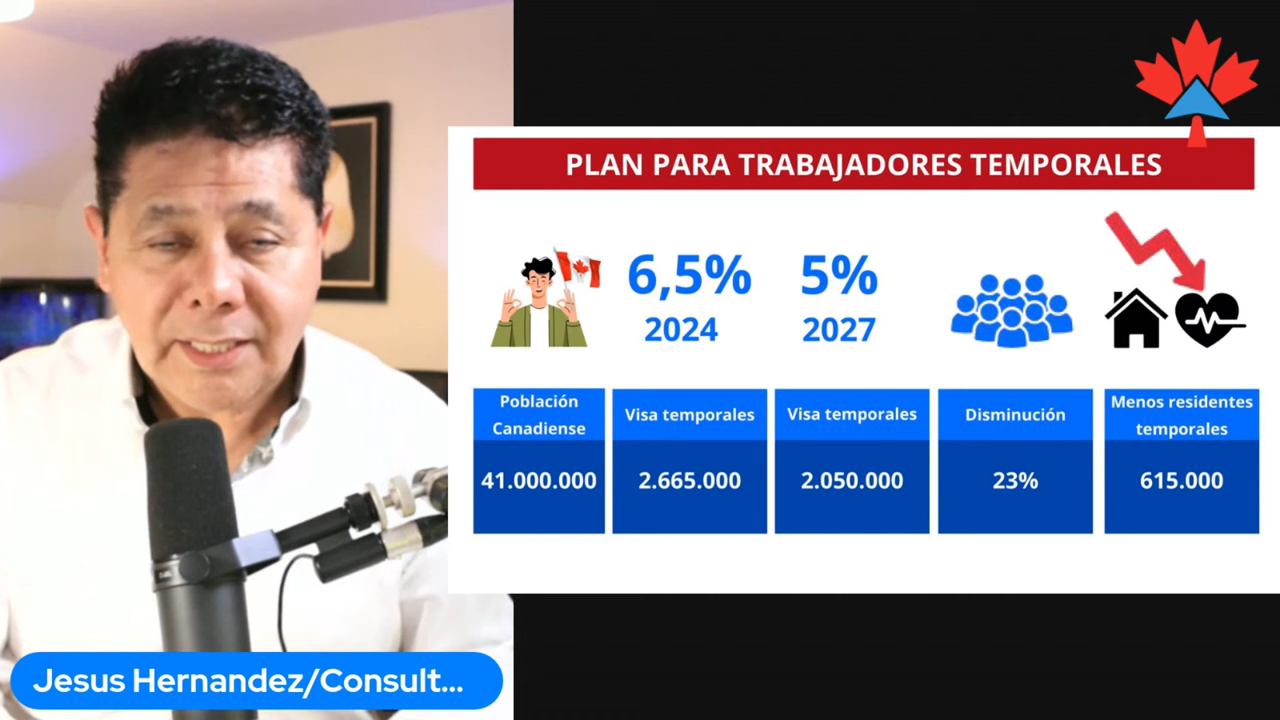 PLAN PARA TRABAJADORES TEMPORALES
6,5%
2024
5%
2027
Población
Canadiense
Visa temporales
Visa temporales
Disminución
Menos residentes
temporales
41.000.000
2.665.000
2.050.000
23%
615.000
Jesus Hernandez/Consult...